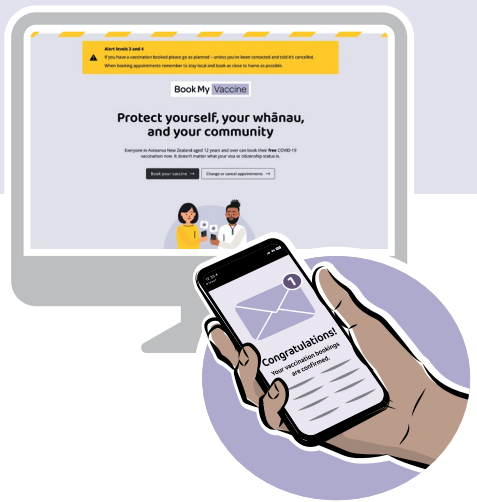 Alert levels 3 and 4
If you have a vaccination booked please go as planned – unless you've been contacted and told it's cancelled.
When booking appointments remember to stay local and book as close to home as possible.
Book My Vaccine
Protect yourself, your whānau,
and your community
Everyone in Aotearoa New Zealand aged 12 years and over can book their free COVID-19
vaccination now. It doesn't matter what your visa or citizenship status is.
Book your vaccine → Change or cancel appointments →
1
Congratulations!
Your vaccination bookings
are confirmed.